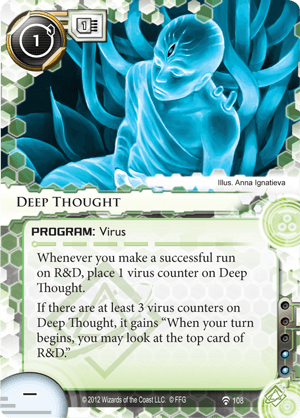 1
1
Illus. Anna Ignatieva
DEEP THOUGHT
PROGRAM: Virus
Whenever you make a successful run
on R&D, place 1 virus counter on Deep
Thought.
If there are at least 3 virus counters on
Deep Thought, it gains “When your turn
begins, you may look at the top card of
R&D.”
–
©2012 Wizards of the Coast LLC. © FFG
108